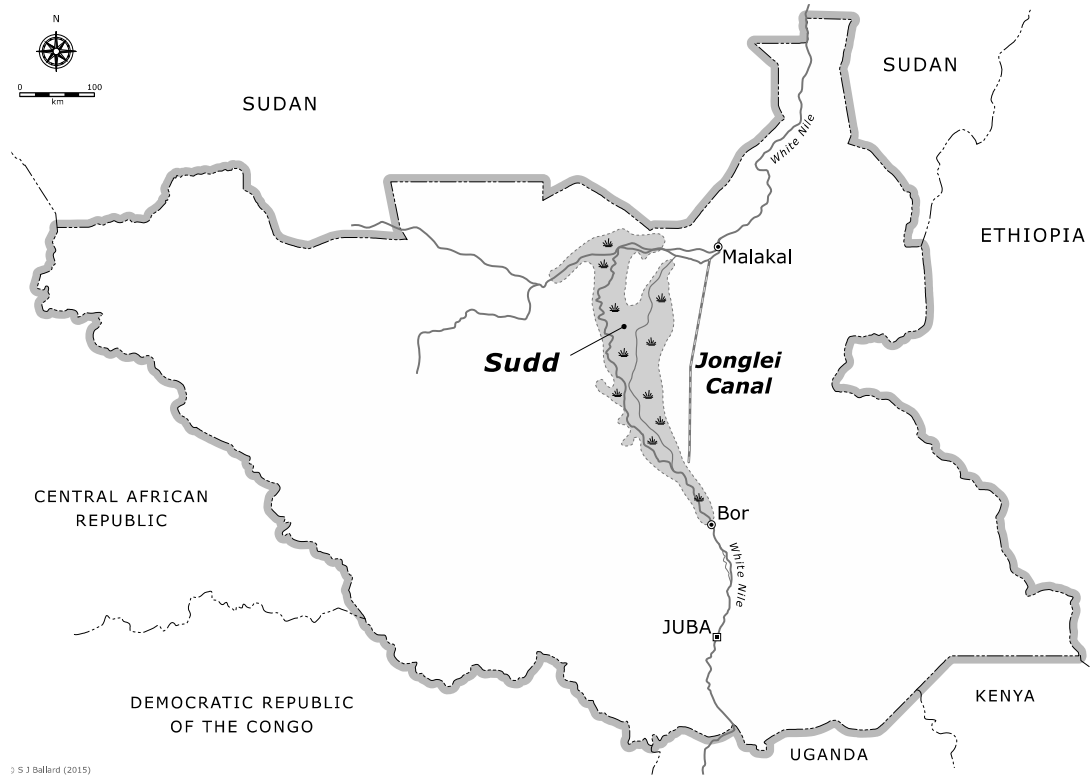 N
0 100
km
SUDAN
SUDAN
White Nile
ETHIOPIA
Malakal
Sudd
Jonglei
Canal
CENTRAL AFRICAN
REPUBLIC
Bor
White Nile
JUBA
DEMOCRATIC REPUBLIC
OF THE CONGO
KENYA
UGANDA
© S J Ballard (2015)